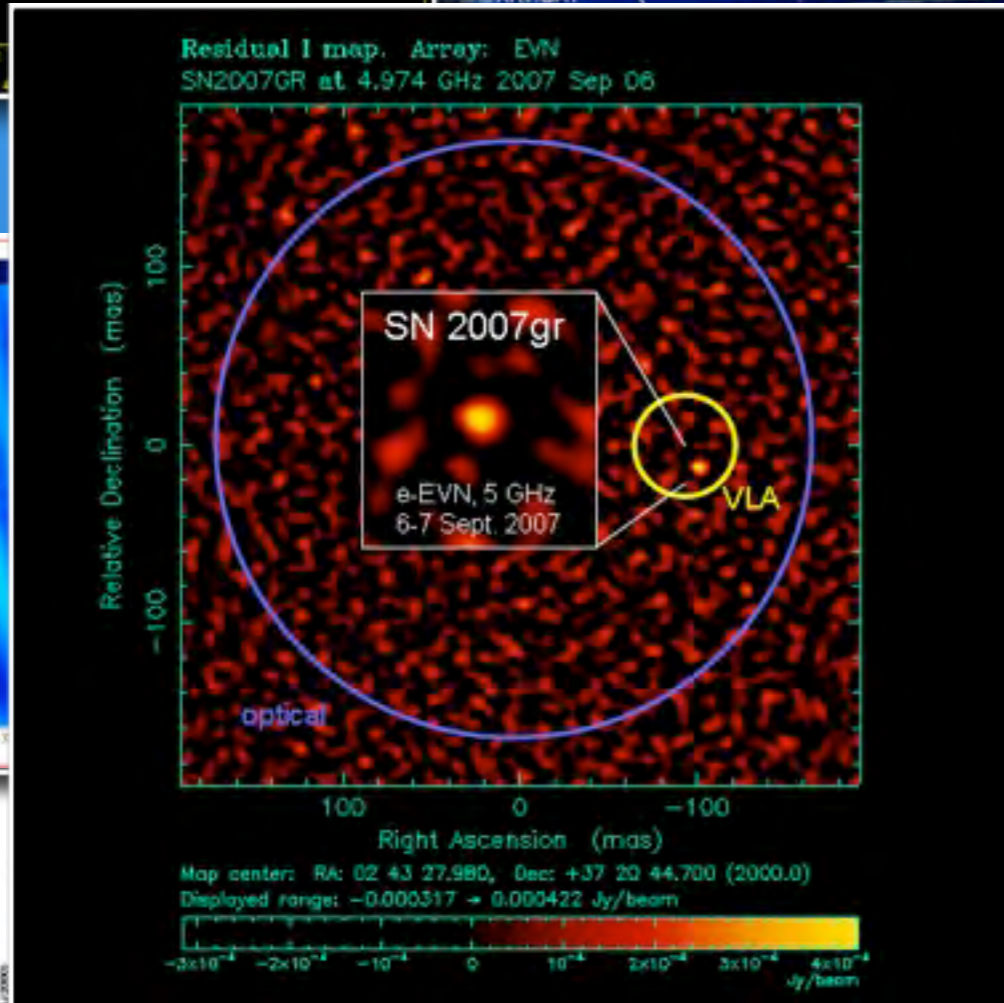 Residual I map. Array: EVN
SN2007GR at 4.974 GHz 2007 Sep 06
Relative Declination (mas)
100
0
-100
SN 2007gr
e-EVN, 5 GHz
6-7 Sept. 2007
VLA
optical
100 0 -100
Right Ascension (mas)
Map center: RA: 02 43 27.980, Dec: +37 20 44.700 (2000.0)
Displayed range: -0.000317 → 0.000422 Jy/beam
-3x10⁻⁴ -2x10⁻⁴ -10⁻⁴ 0 10⁻⁴ 2x10⁻⁴ 3x10⁻⁴ 4x10⁻⁴
Jy/beam